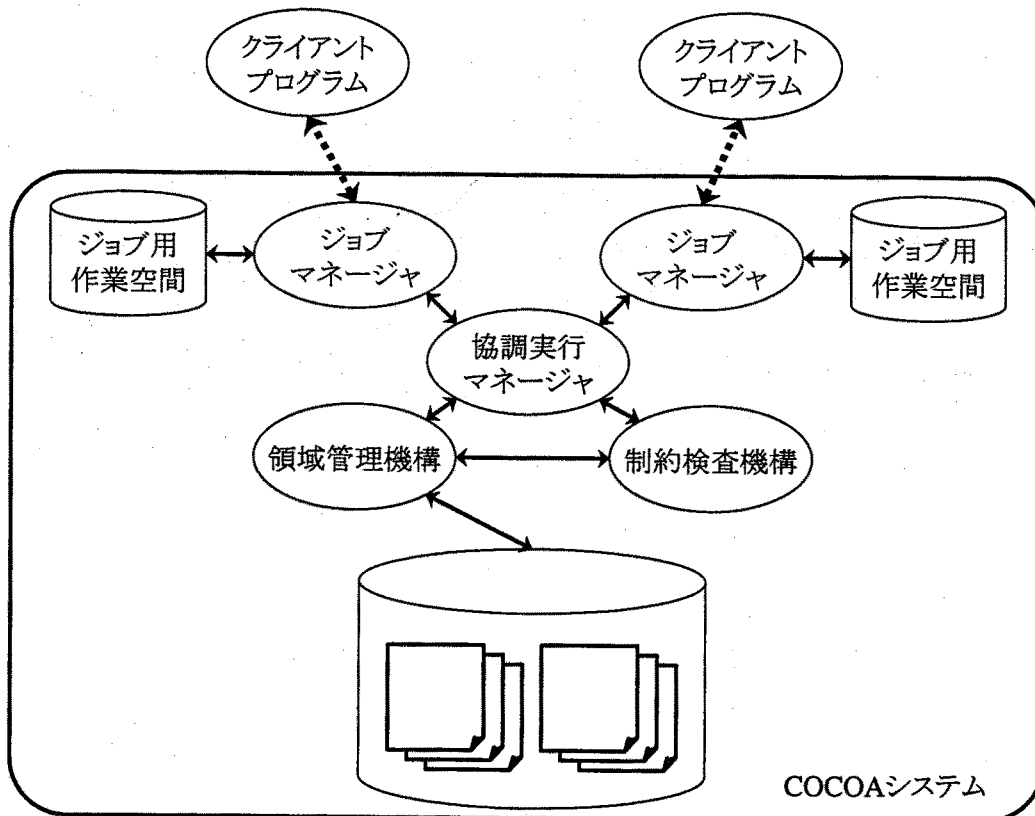 クライアント
プログラム
クライアント
プログラム
ジョブ用
作業空間
ジョブ
マネージャ
ジョブ
マネージャ
ジョブ用
作業空間
協調実行
マネージャ
領域管理機構
制約検査機構
COCOAシステム